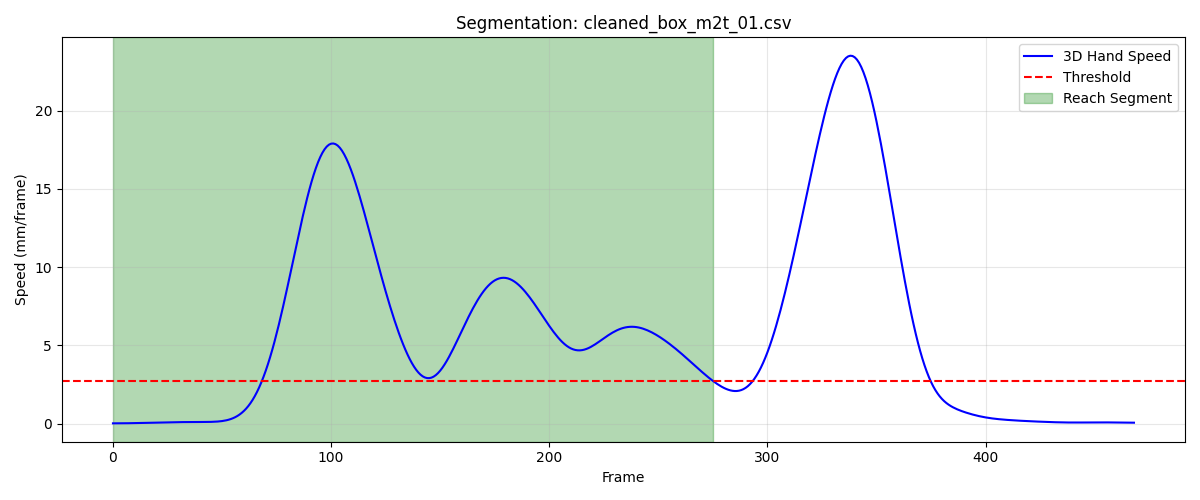 Segmentation: cleaned_box_m2t_01.csv
3D Hand Speed
Threshold
Reach Segment
Speed (mm/frame)
20
15
10
5
0
0 100 200 300 400
Frame